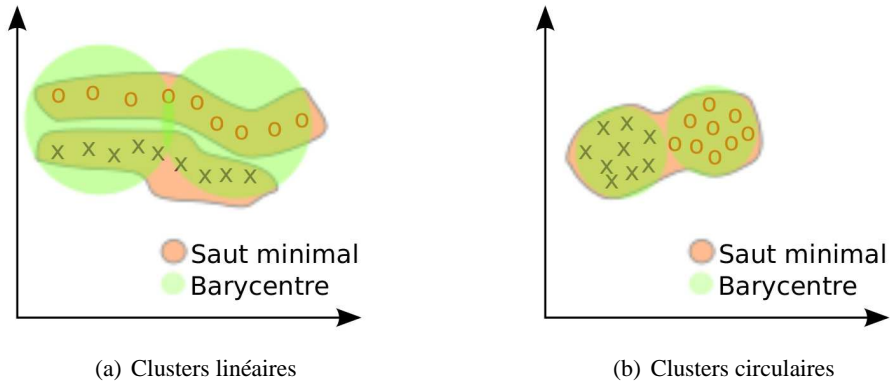 Saut minimal
Barycentre
(a) Clusters linéaires
Saut minimal
Barycentre
(b) Clusters circulaires